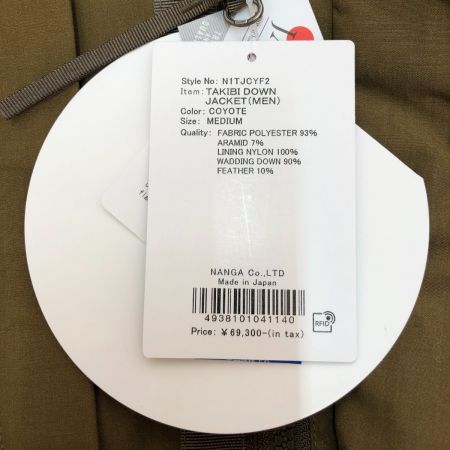 Style No: N1TJCYF2
Item: TAKIBI DOWN
JACKET(MEN)
Color: COYOTE
Size: MEDIUM
Quality: FABRIC POLYESTER 93%
ARAMID 7%
LINING NYLON 100%
WADDING DOWN 90%
FEATHER 10%
NANGA Co.,LTD
Made in Japan
4938101041140
Price: ¥69,300-(in tax)
RFID